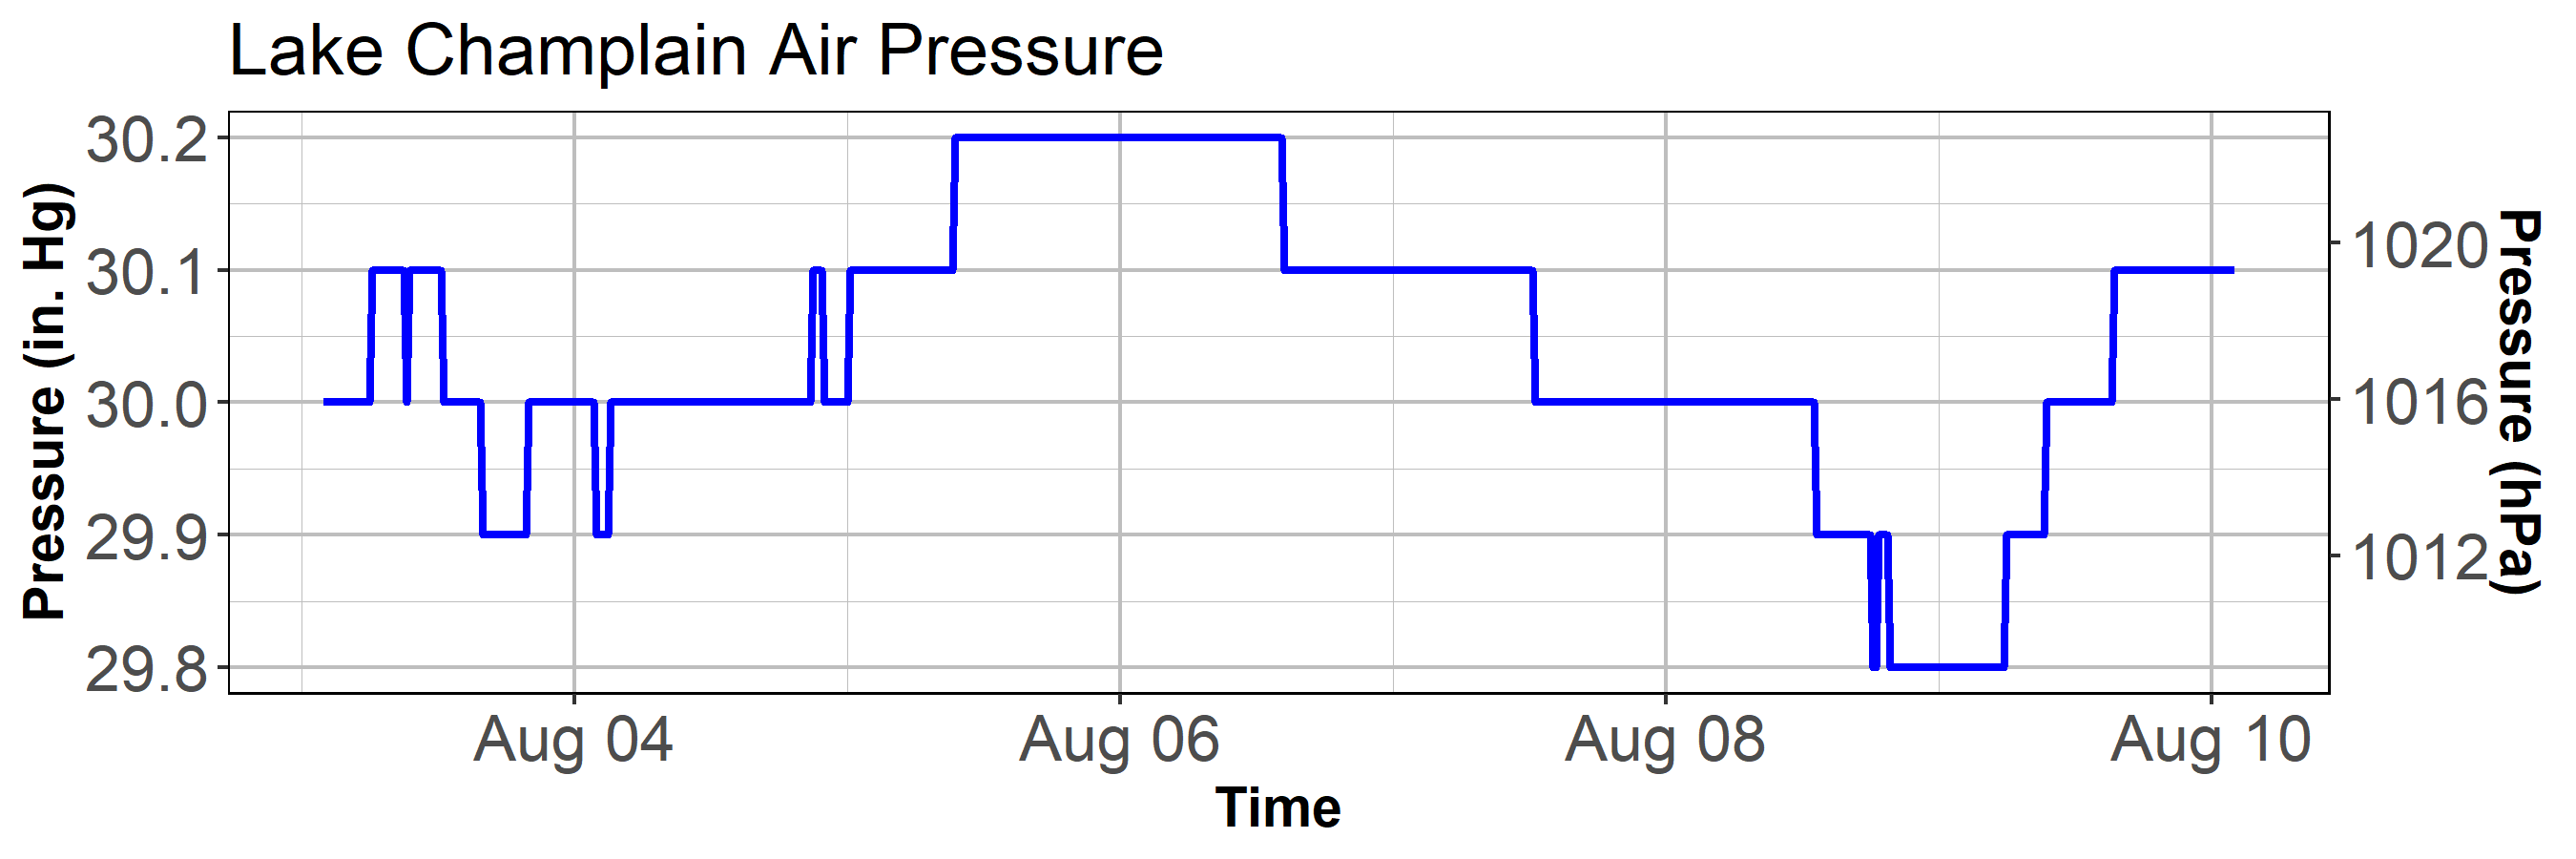 Lake Champlain Air Pressure
Pressure (in. Hg)
30.2
30.1
30.0
29.9
29.8
1020
1016
1012
Pressure (hPa)
Aug 04
Aug 06
Aug 08
Aug 10
Time